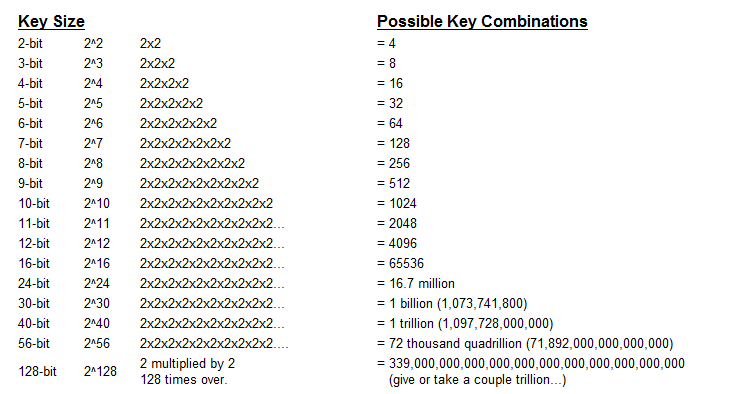 Key Size Possible Key Combinations
2-bit 2^2 2x2 = 4
3-bit 2^3 2x2x2 = 8
4-bit 2^4 2x2x2x2 = 16
5-bit 2^5 2x2x2x2x2 = 32
6-bit 2^6 2x2x2x2x2x2 = 64
7-bit 2^7 2x2x2x2x2x2x2 = 128
8-bit 2^8 2x2x2x2x2x2x2x2 = 256
9-bit 2^9 2x2x2x2x2x2x2x2x2 = 512
10-bit 2^10 2x2x2x2x2x2x2x2x2x2 = 1024
11-bit 2^11 2x2x2x2x2x2x2x2x2x2... = 2048
12-bit 2^12 2x2x2x2x2x2x2x2x2x2... = 4096
16-bit 2^16 2x2x2x2x2x2x2x2x2x2... = 65536
24-bit 2^24 2x2x2x2x2x2x2x2x2x2... = 16.7 million
30-bit 2^30 2x2x2x2x2x2x2x2x2x2... = 1 billion (1,073,741,800)
40-bit 2^40 2x2x2x2x2x2x2x2x2x2... = 1 trillion (1,097,728,000,000)
56-bit 2^56 2x2x2x2x2x2x2x2x2x2.... = 72 thousand quadrillion (71,892,000,000,000,000)
128-bit 2^128 2 multiplied by 2 = 339,000,000,000,000,000,000,000,000,000,000,000
128 times over. (give or take a couple trillion...)